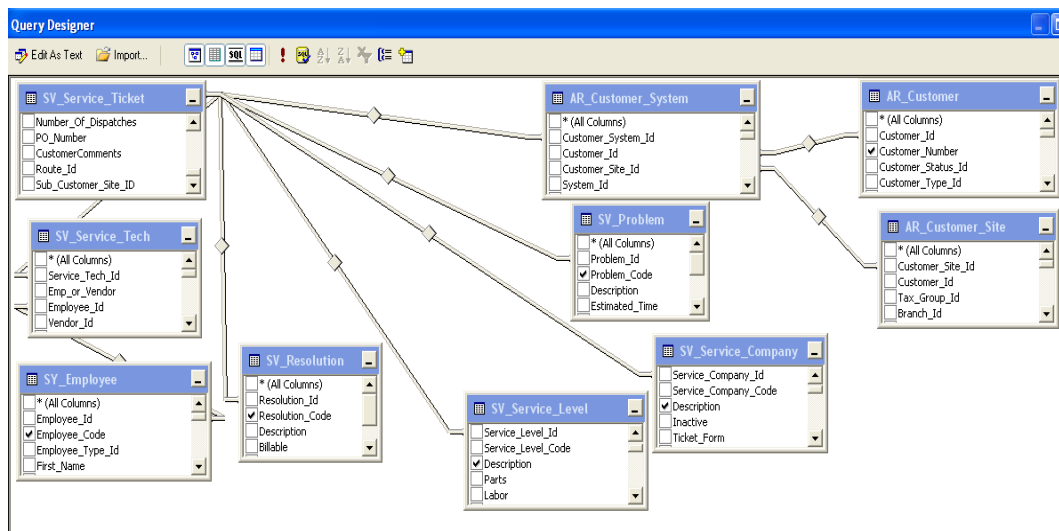 Query Designer
Edit As Text Import... SQL
SV_Service_Ticket
Number_Of_Dispatches
PO_Number
CustomerComments
Route_Id
Sub_Customer_Site_ID
AR_Customer_System
* (All Columns)
Customer_System_Id
Customer_Id
Customer_Site_Id
System_Id
AR_Customer
* (All Columns)
Customer_Id
Customer_Number
Customer_Status_Id
Customer_Type_Id
SV_Service_Tech
* (All Columns)
Service_Tech_Id
Emp_or_Vendor
Employee_Id
Vendor_Id
SV_Problem
* (All Columns)
Problem_Id
Problem_Code
Description
Estimated_Time
AR_Customer_Site
* (All Columns)
Customer_Site_Id
Customer_Id
Tax_Group_Id
Branch_Id
SY_Employee
* (All Columns)
Employee_Id
Employee_Code
Employee_Type_Id
First_Name
SV_Resolution
* (All Columns)
Resolution_Id
Resolution_Code
Description
Billable
SV_Service_Level
Service_Level_Id
Service_Level_Code
Description
Parts
Labor
SV_Service_Company
Service_Company_Id
Service_Company_Code
Description
Inactive
Ticket_Form